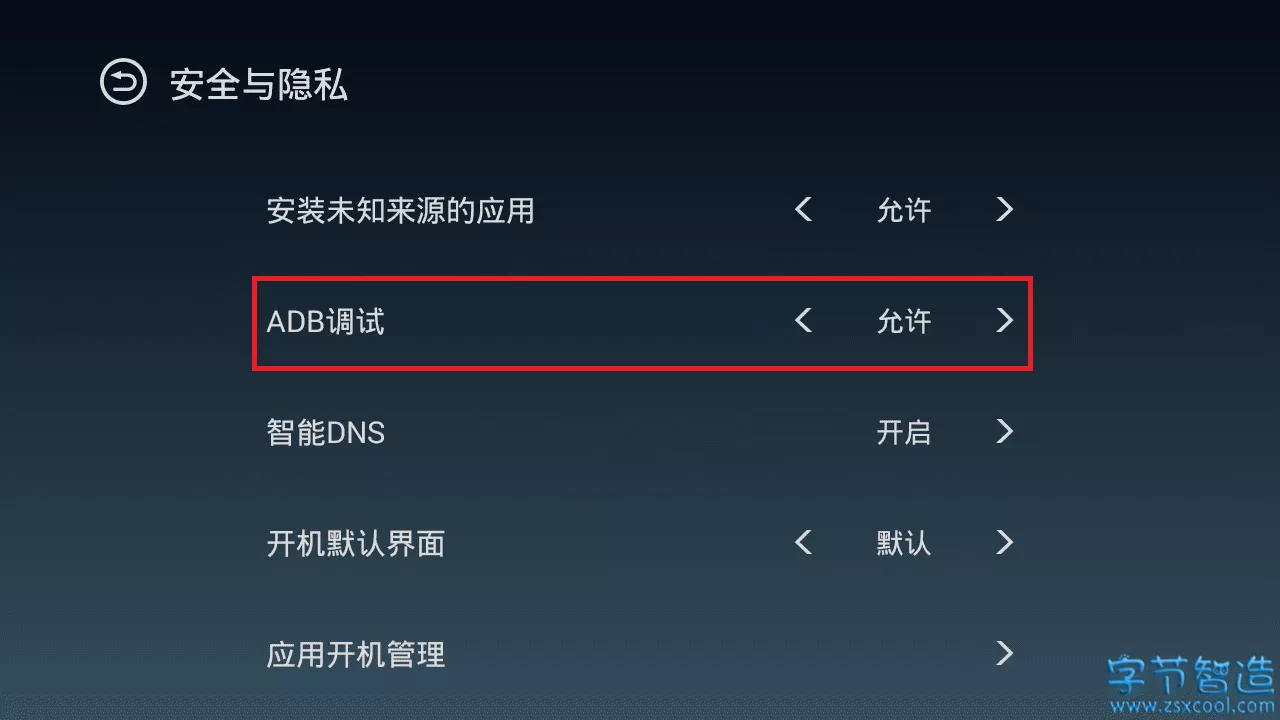 安全与隐私
安装未知来源的应用 允许
ADB调试 允许
智能DNS 开启
开机默认界面 默认
应用开机管理
字节智造
www.zsxcool.com